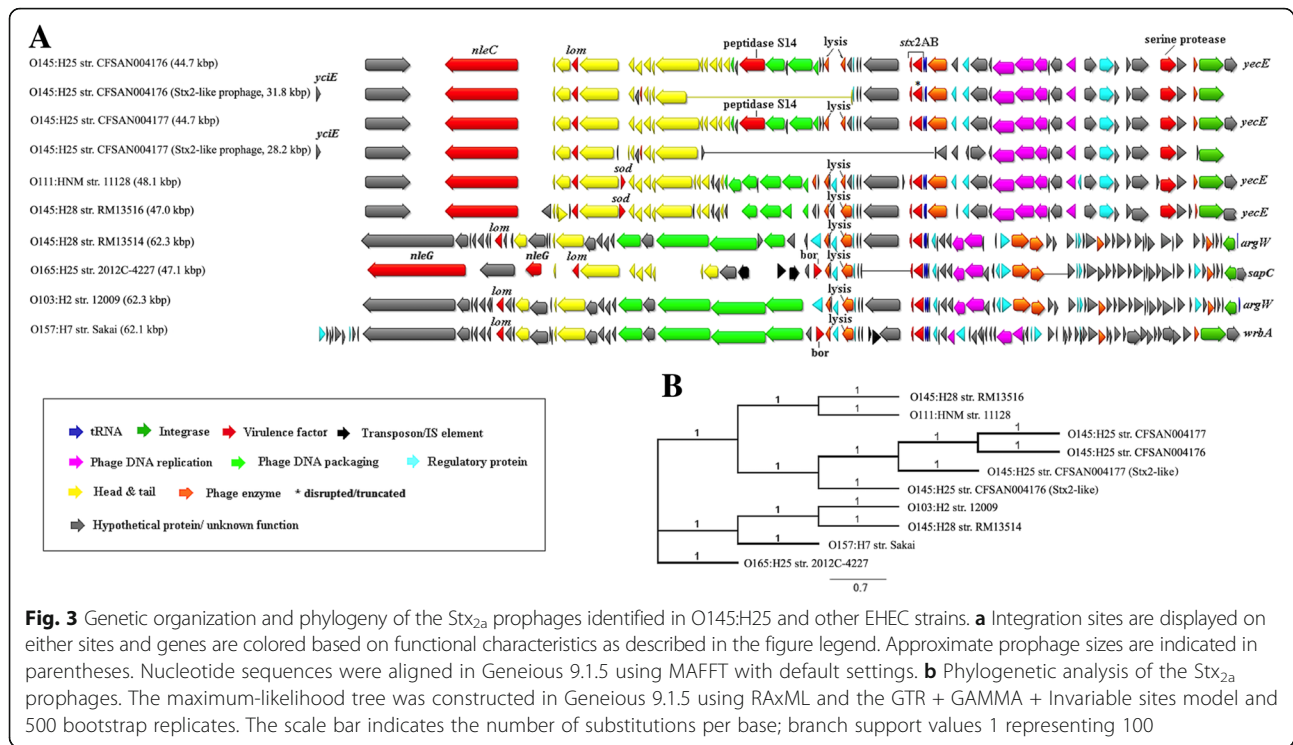 A
nleC
lom
peptidase S14
lysis
stx2AB
serine protease
O145:H25 str. CFSAN004176 (44.7 kbp)
yecE
yciE
*
O145:H25 str. CFSAN004176 (Stx2-like prophage, 31.8 kbp)
peptidase S14
lysis
O145:H25 str. CFSAN004177 (44.7 kbp)
yecE
yciE
O145:H25 str. CFSAN004177 (Stx2-like prophage, 28.2 kbp)
sod
lysis
O111:HNM str. 11128 (48.1 kbp)
yecE
sod
lysis
O145:H28 str. RM13516 (47.0 kbp)
yecE
lom
lysis
O145:H28 str. RM13514 (62.3 kbp)
argW
nleG
nleG
lom
bor
lysis
O165:H25 str. 2012C-4227 (47.1 kbp)
sapC
lom
lysis
O103:H2 str. 12009 (62.3 kbp)
argW
lom
lysis
O157:H7 str. Sakai (62.1 kbp)
wrbA
bor
tRNA Integrase Virulence factor Transposon/IS element
Phage DNA replication Phage DNA packaging Regulatory protein
Head & tail Phage enzyme * disrupted/truncated
Hypothetical protein/ unknown function
B
1 O145:H28 str. RM13516
1
1 O111:HNM str. 11128
1
1 O145:H25 str. CFSAN004177
1
1 O145:H25 str. CFSAN004176
1
1 O145:H25 str. CFSAN004177 (Stx2-like)
1 O145:H25 str. CFSAN004176 (Stx2-like)
1 O103:H2 str. 12009
1
1 O145:H28 str. RM13514
1
1 O157:H7 str. Sakai
1 O165:H25 str. 2012C-4227
0.7
Fig. 3 Genetic organization and phylogeny of the Stx2a prophages identified in O145:H25 and other EHEC strains. a Integration sites are displayed on
either sites and genes are colored based on functional characteristics as described in the figure legend. Approximate prophage sizes are indicated in
parentheses. Nucleotide sequences were aligned in Geneious 9.1.5 using MAFFT with default settings. b Phylogenetic analysis of the Stx2a
prophages. The maximum-likelihood tree was constructed in Geneious 9.1.5 using RAxML and the GTR + GAMMA + Invariable sites model and
500 bootstrap replicates. The scale bar indicates the number of substitutions per base; branch support values 1 representing 100